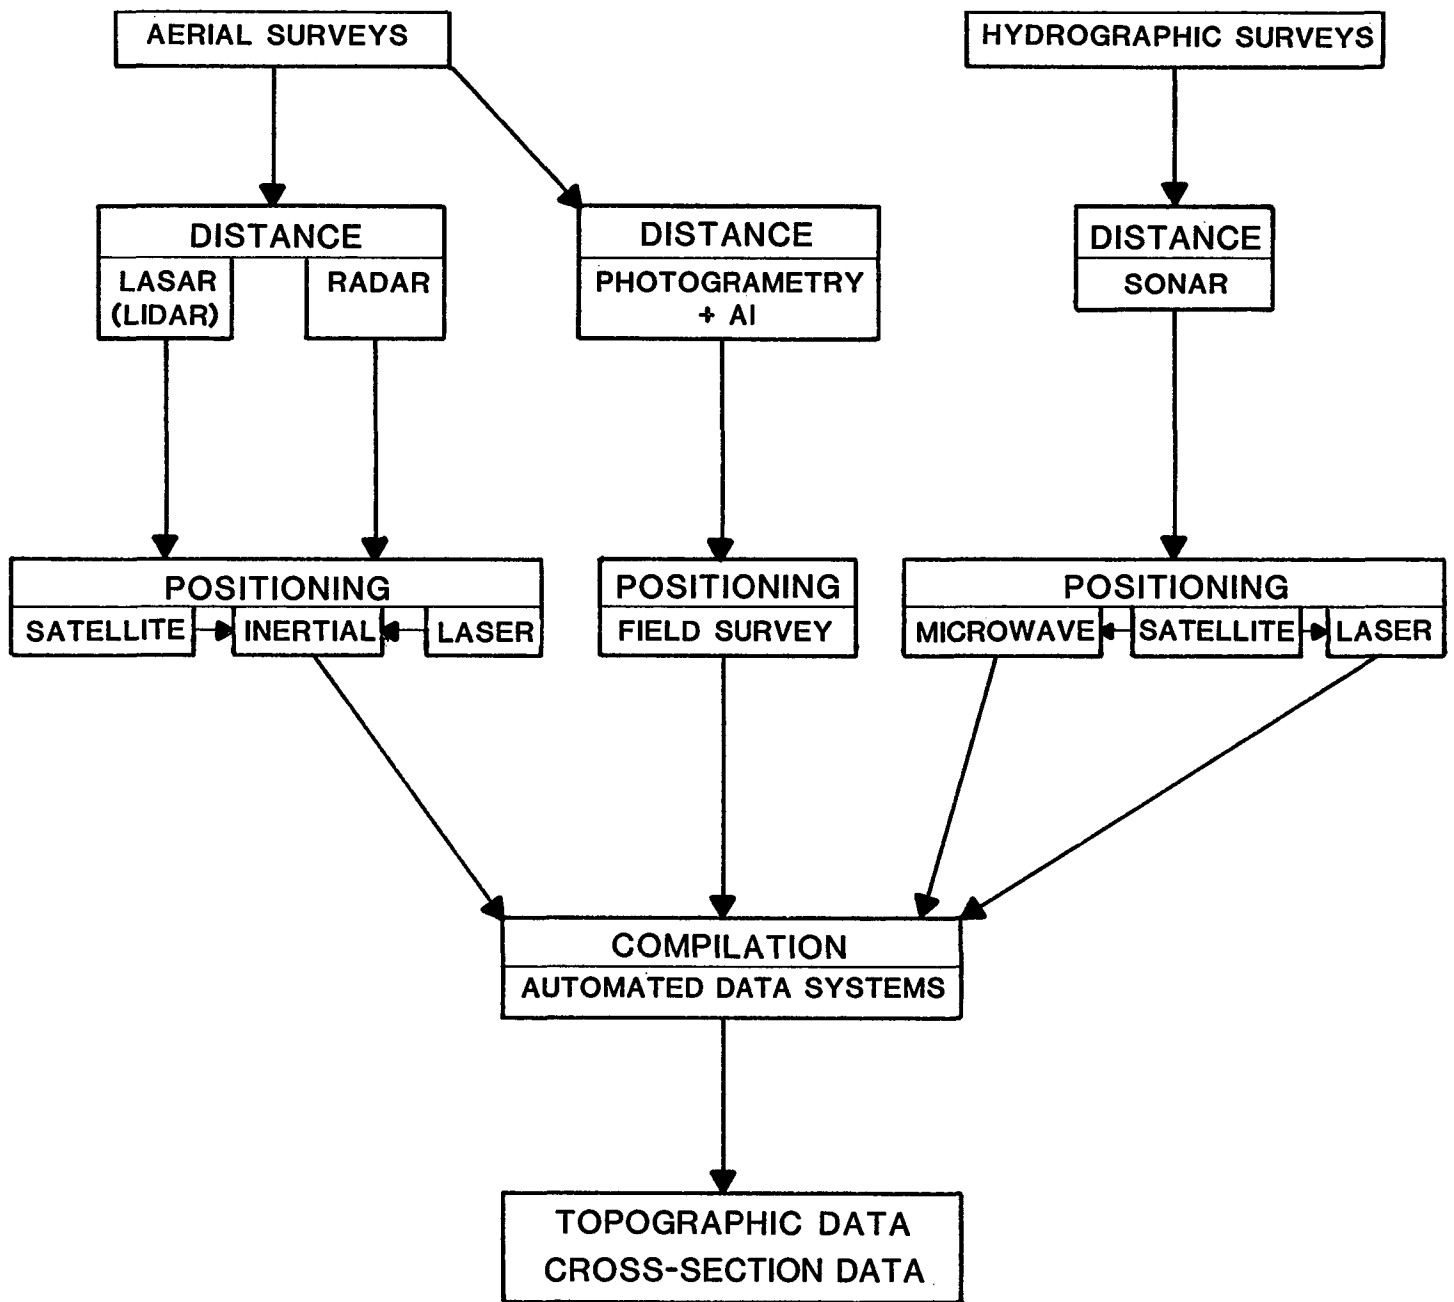 AERIAL SURVEYS
HYDROGRAPHIC SURVEYS
DISTANCE
LASAR
(LIDAR)
RADAR
DISTANCE
PHOTOGRAMETRY
+ AI
DISTANCE
SONAR
POSITIONING
SATELLITE
INERTIAL
LASER
POSITIONING
FIELD SURVEY
POSITIONING
MICROWAVE
SATELLITE
LASER
COMPILATION
AUTOMATED DATA SYSTEMS
TOPOGRAPHIC DATA
CROSS-SECTION DATA